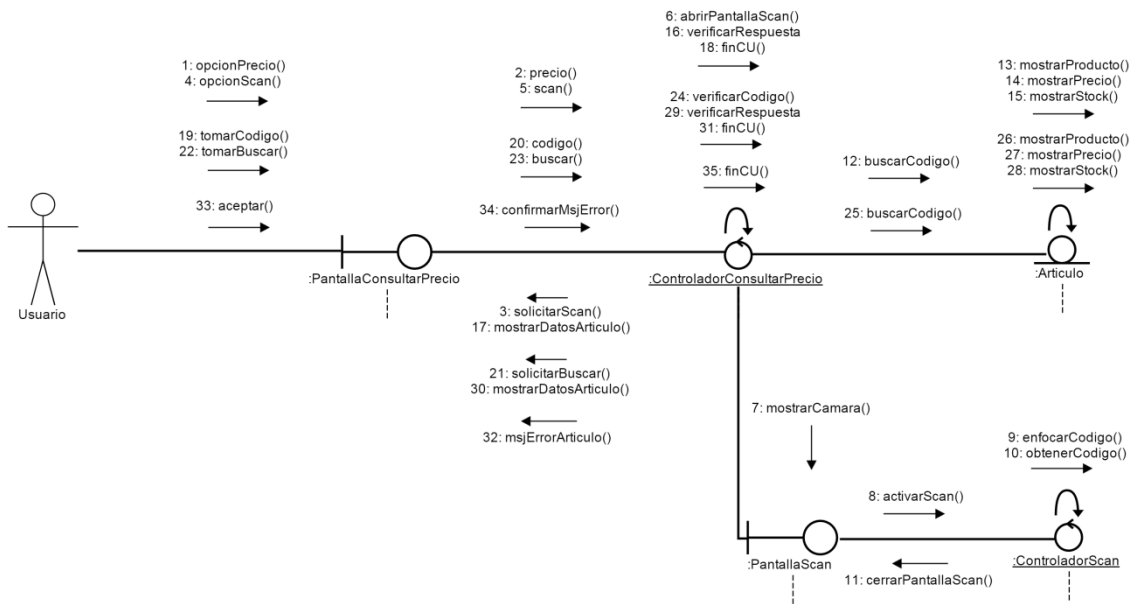 6: abrirPantallaScan()
16: verificarRespuesta
18: finCU()
1: opcionPrecio()
4: opcionScan()
2: precio()
5: scan()
13: mostrarProducto()
14: mostrarPrecio()
15: mostrarStock()
24: verificarCodigo()
29: verificarRespuesta
31: finCU()
19: tomarCodigo()
22: tomarBuscar()
20: codigo()
23: buscar()
26: mostrarProducto()
27: mostrarPrecio()
28: mostrarStock()
12: buscarCodigo()
35: finCU()
33: aceptar()
34: confirmarMsjError()
25: buscarCodigo()
Usuario
:PantallaConsultarPrecio
:ControladorConsultarPrecio
:Articulo
3: solicitarScan()
17: mostrarDatosArticulo()
21: solicitarBuscar()
30: mostrarDatosArticulo()
32: msjErrorArticulo()
7: mostrarCamara()
9: enfocarCodigo()
10: obtenerCodigo()
8: activarScan()
:PantallaScan
11: cerrarPantallaScan()
:ControladorScan